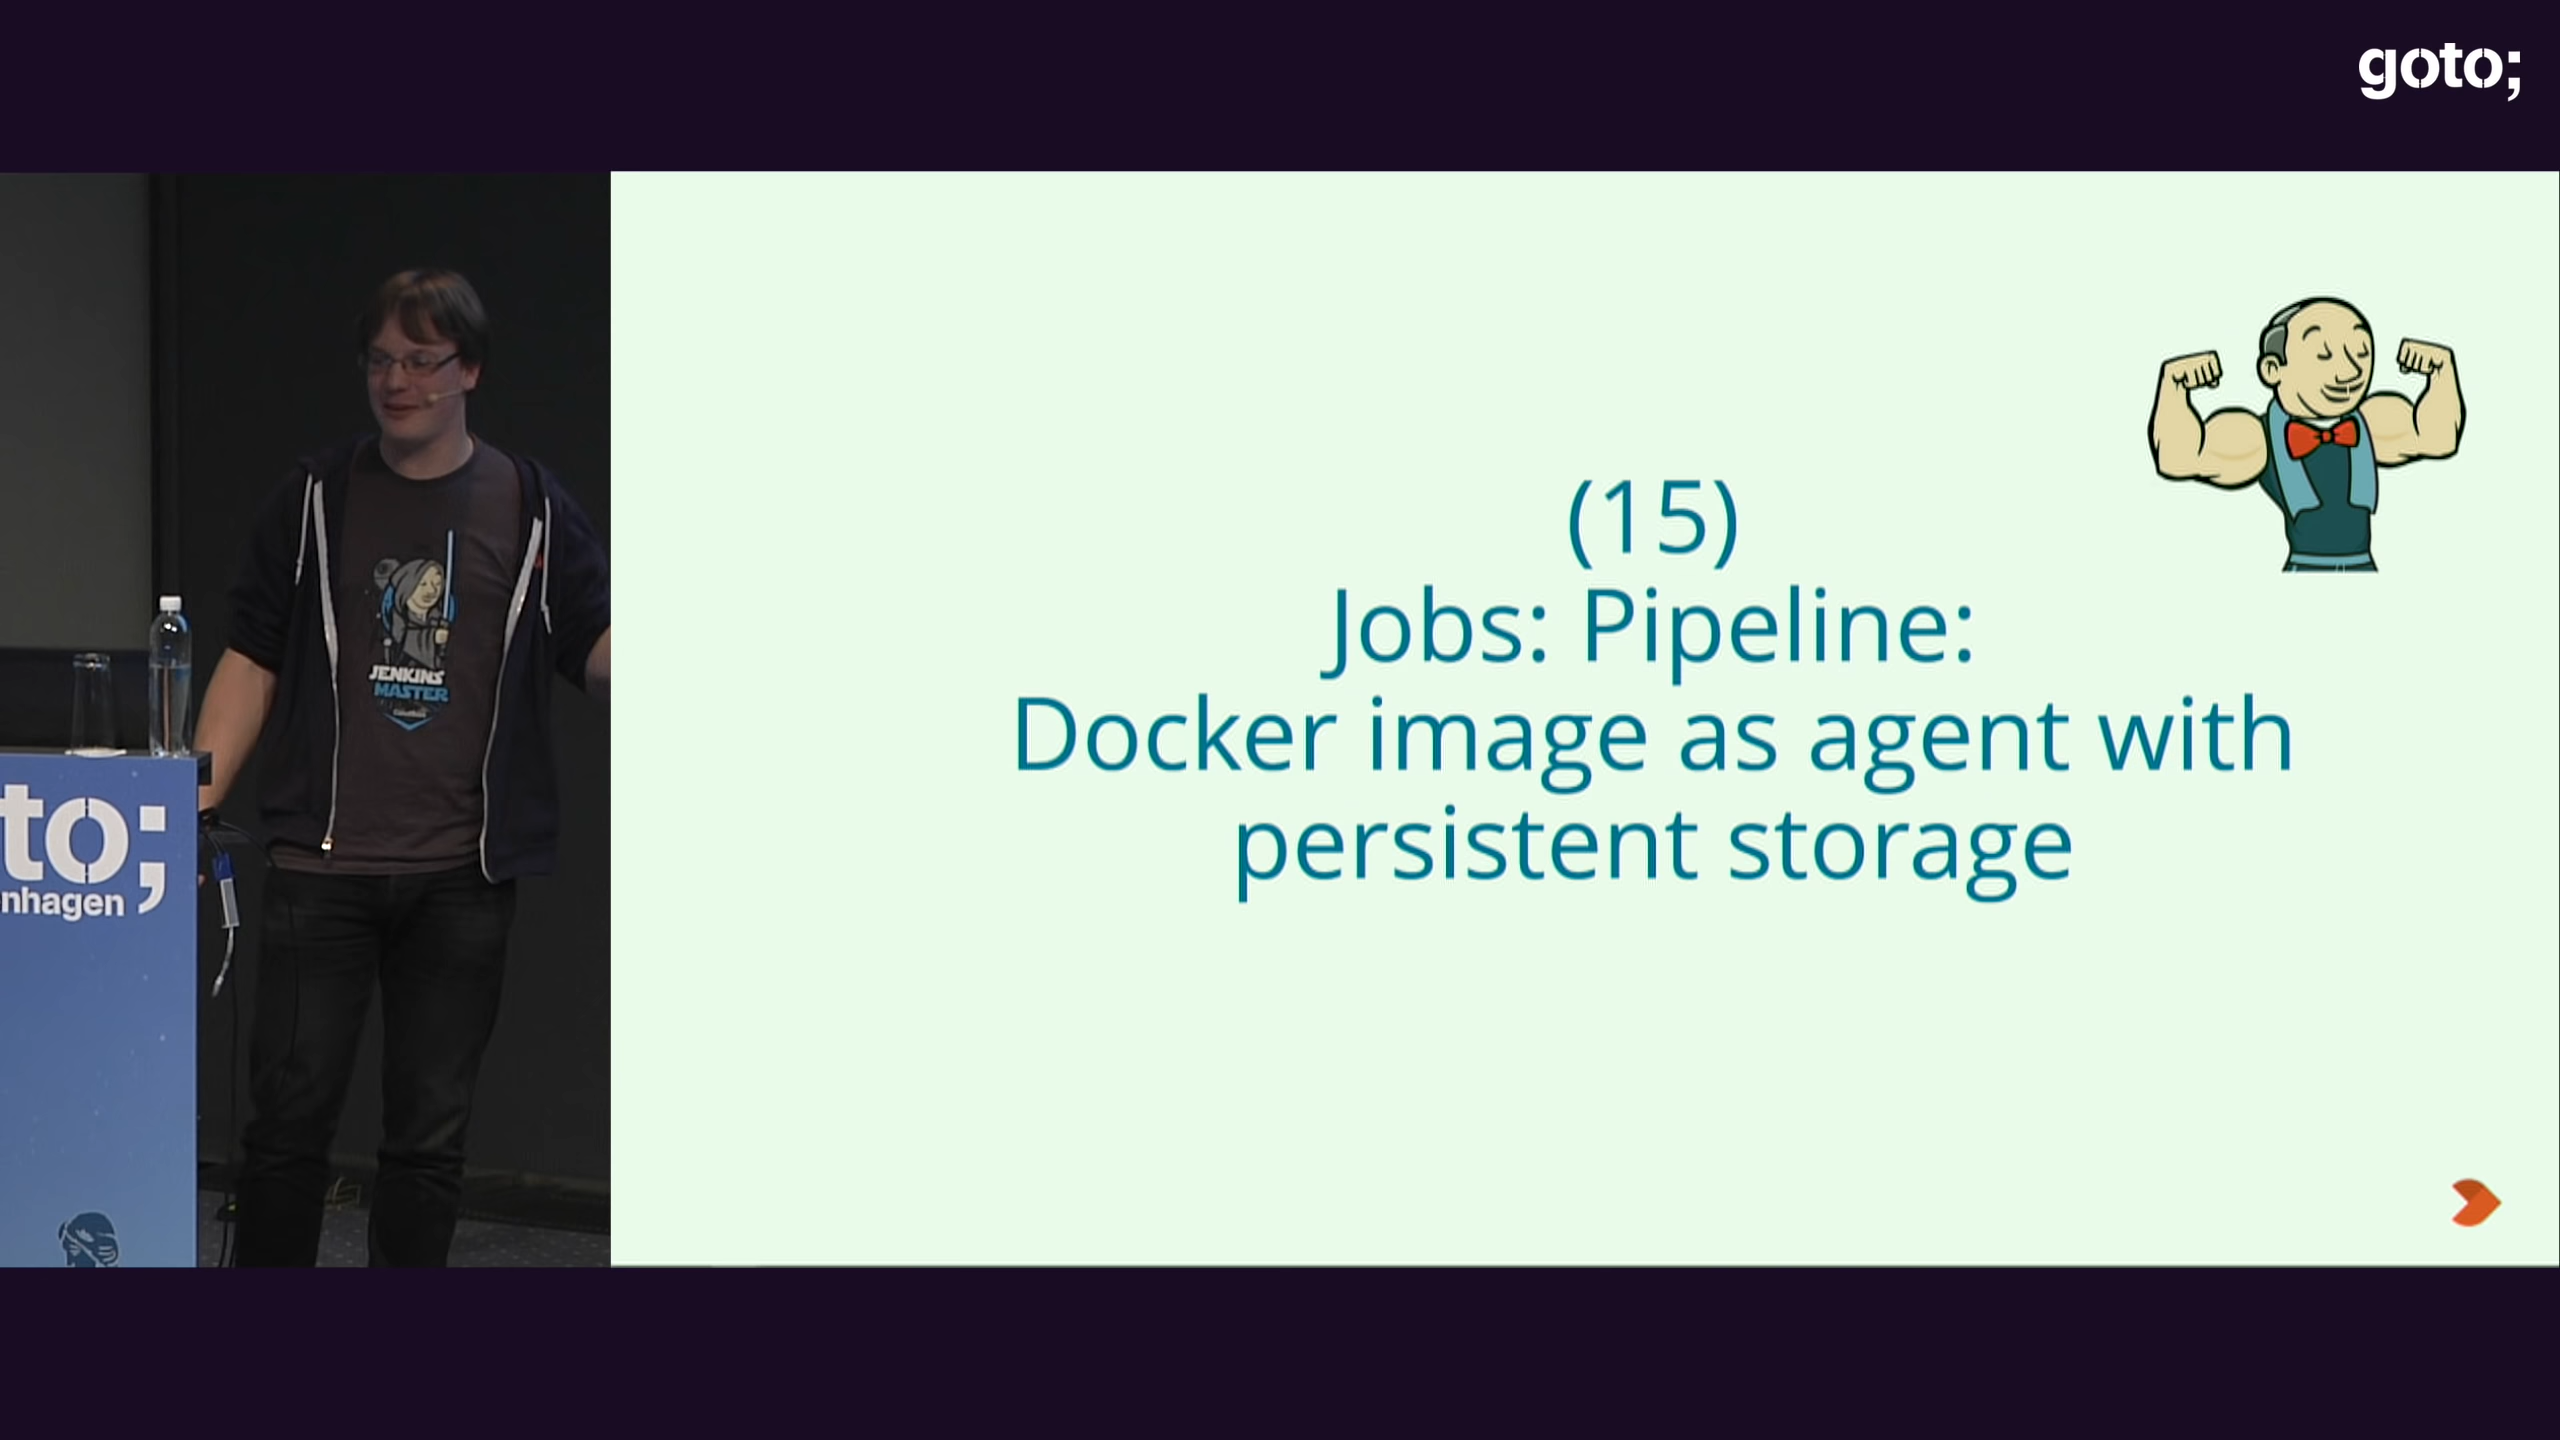 goto;
(15)
Jobs: Pipeline:
Docker image as agent with
persistent storage
JENKINS
MASTER
to;
nhagen